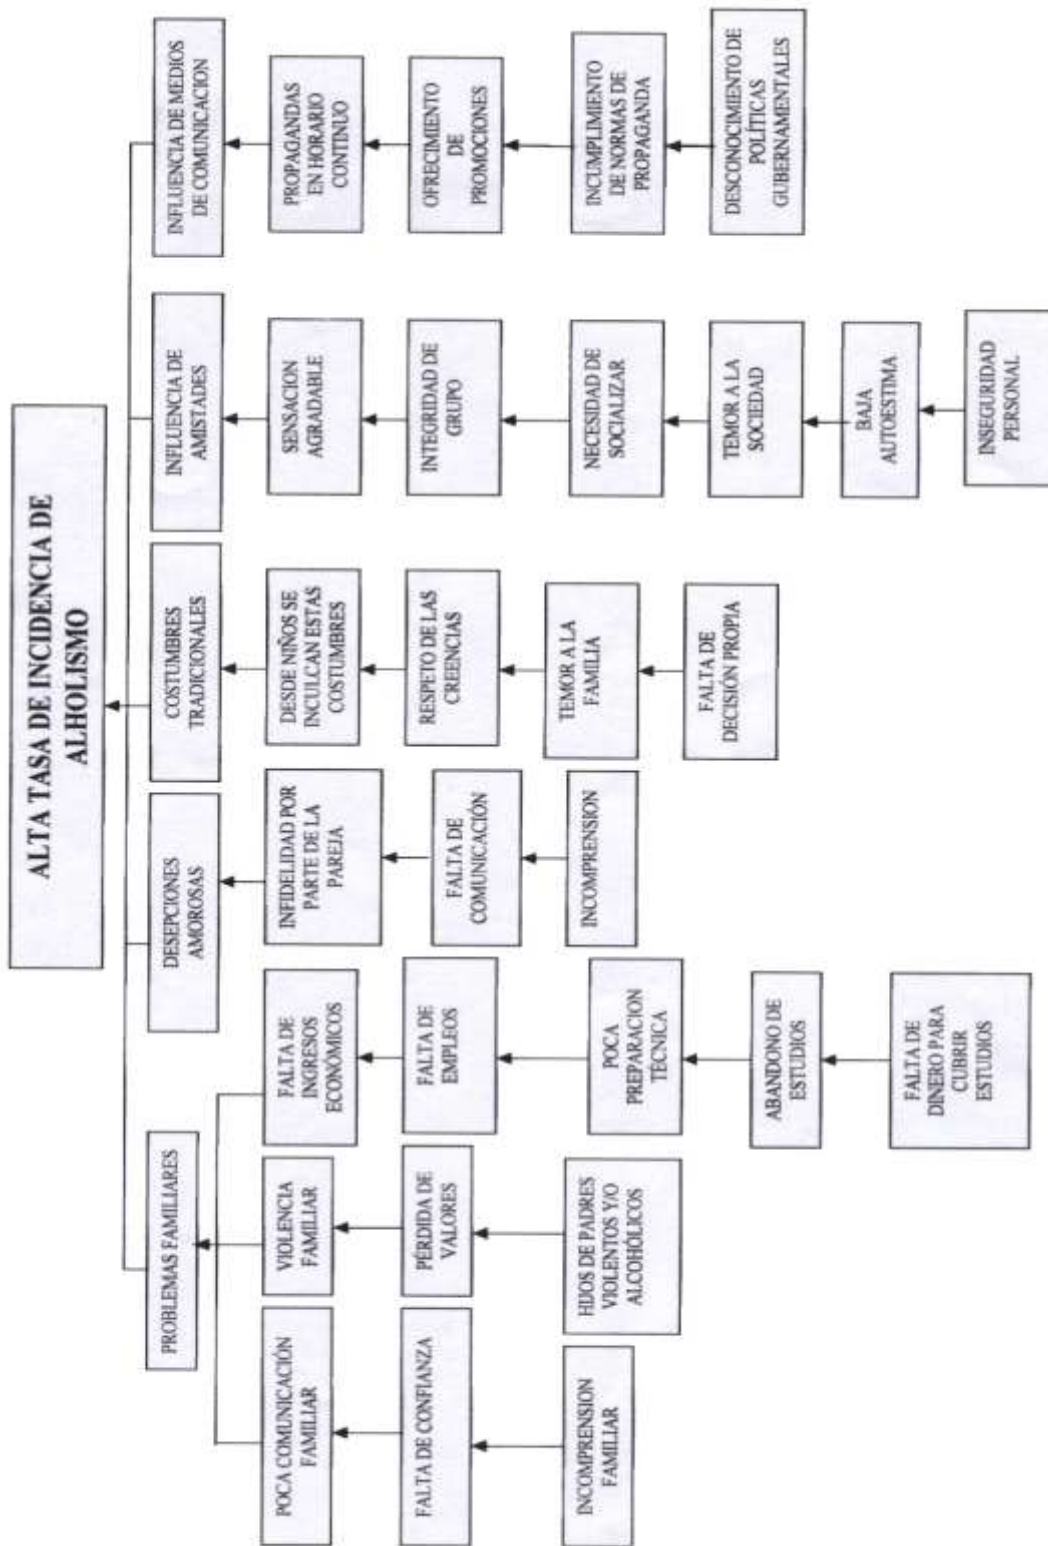 ALTA TASA DE INCIDENCIA DE
ALHOLISMO
PROBLEMAS FAMILIARES
DESEPCIONES
AMOROSAS
COSTUMBRES
TRADICIONALES
INFLUENCIA DE
AMISTADES
INFLUENCIA DE MEDIOS
DE COMUNICACION
POCA COMUNICACIÓN
FAMILIAR
VIOLENCIA
FAMILIAR
FALTA DE
INGRESOS
ECONÓMICOS
INFIDELIDAD POR
PARTE DE LA
PAREJA
DESDE NIÑOS SE
INCULCAN ESTAS
COSTUMBRES
SENSACION
AGRADABLE
PROPAGANDAS
EN HORARIO
CONTINUO
FALTA DE CONFIANZA
PÉRDIDA DE
VALORES
FALTA DE
EMPLEOS
FALTA DE
COMUNICACIÓN
RESPETO DE LAS
CREENCIAS
INTEGRIDAD DE
GRUPO
OFRECIMIENTO
DE
PROMOCIONES
INCOMPRENSION
FAMILIAR
HIJOS DE PADRES
VIOLENTOS Y/O
ALCOHÓLICOS
POCA
PREPARACION
TÉCNICA
INCOMPRENSION
TEMOR A LA
FAMILIA
NECESIDAD DE
SOCIALIZAR
INCUMPLIMIENTO
DE NORMAS DE
PROPAGANDA
ABANDONO DE
ESTUDIOS
FALTA DE
DECISIÓN PROPIA
TEMOR A LA
SOCIEDAD
DESCONOCIMIENTO DE
POLÍTICAS
GUBERNAMENTALES
FALTA DE
DINERO PARA
CUBRIR
ESTUDIOS
BAJA
AUTOESTIMA
INSEGURIDAD
PERSONAL